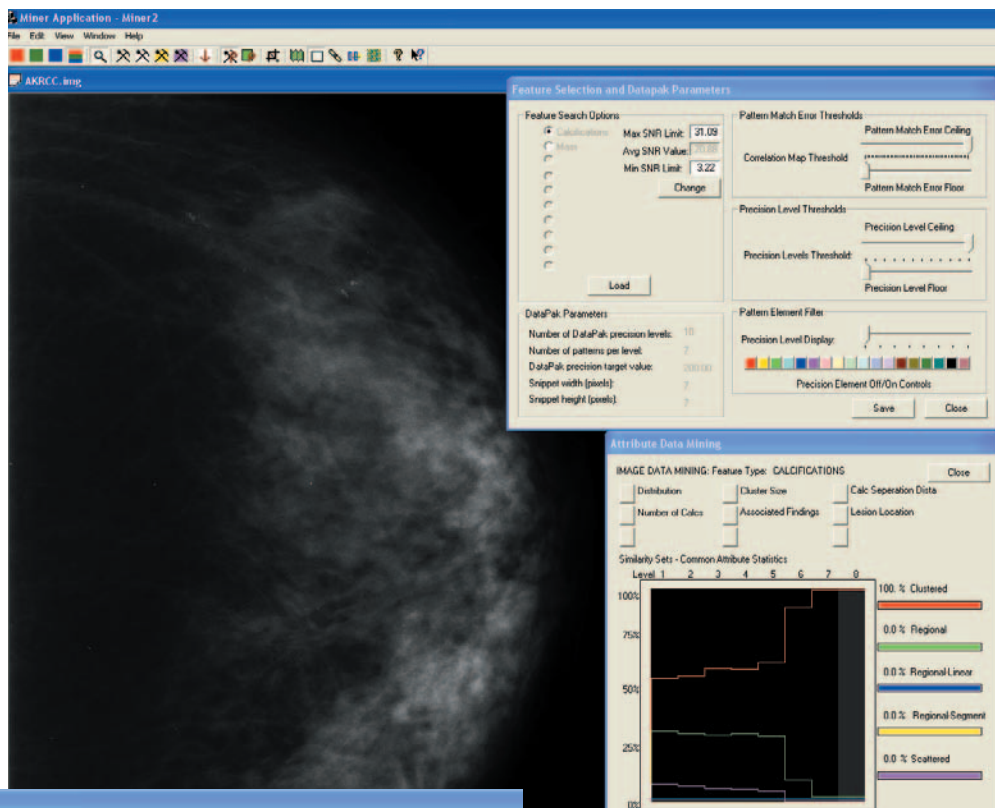 Miner Application - Miner2
File Edit View Window Help
AKRCC.img
Feature Selection and Datapak Parameters
Feature Search Options
Calcifications
Mass
Max SNR Limit: 31.09
Avg SNR Value:
Min SNR Limit: 3.22
Change
Load
DataPak Parameters
Number of DataPak precision levels: 10
Number of patterns per level: 7
DataPak precision target value: 200.00
Snippet width (pixels): 7
Snippet height (pixels): 7
Pattern Match Error Thresholds
Pattern Match Error Ceiling
Correlation Map Threshold
Pattern Match Error Floor
Precision Level Thresholds
Precision Level Ceiling
Precision Levels Threshold:
Precision Level Floor
Pattern Element Filter
Precision Level Display:
Precision Element Off/On Controls
Save Close
Attribute Data Mining
IMAGE DATA MINING: Feature Type: CALCIFICATIONS
Close
Distribution Cluster Size Calc Seperation Dista
Number of Calcs Associated Findings Lesion Location
Similarity Sets - Common Attribute Statistics
Level 1 2 3 4 5 6 7 8
100%
75%
50%
25%
0%
100. % Clustered
0.0 % Regional
0.0 % Regional-Linear
0.0 % Regional-Segment
0.0 % Scattered